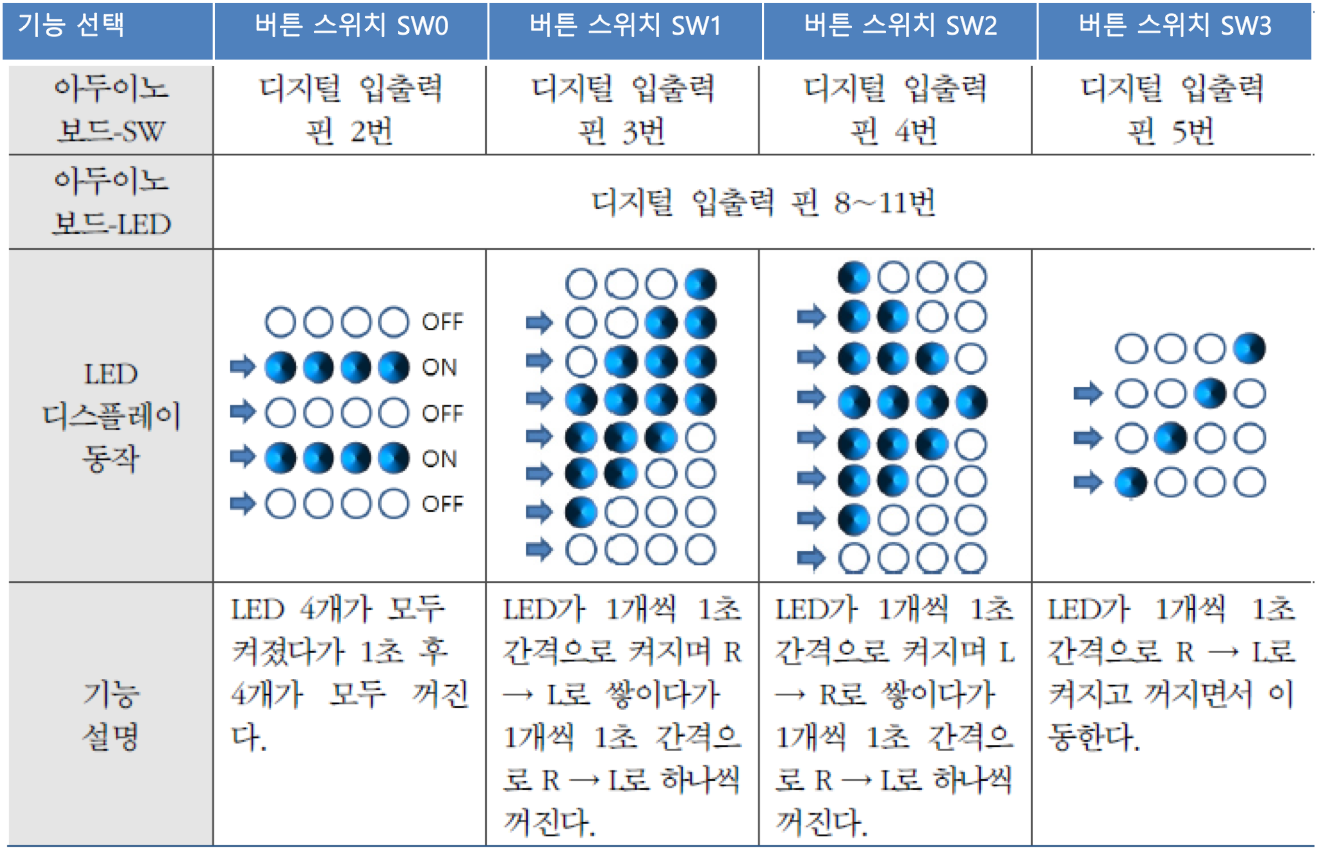 기능 선택
버튼 스위치 SW0
버튼 스위치 SW1
버튼 스위치 SW2
버튼 스위치 SW3
아두이노
보드-SW
디지털 입출력
핀 2번
디지털 입출력
핀 3번
디지털 입출력
핀 4번
디지털 입출력
핀 5번
아두이노
보드-LED
디지털 입출력 핀 8~11번
LED
디스플레이
동작
OFF
ON
OFF
ON
OFF
기능
설명
LED 4개가 모두
켜졌다가 1초 후
4개가 모두 꺼진
다.
LED가 1개씩 1초
간격으로 켜지며 R
→ L로 쌓이다가
1개씩 1초 간격으
로 R → L로 하나씩
꺼진다.
LED가 1개씩 1초
간격으로 켜지며 L
→ R로 쌓이다가
1개씩 1초 간격으
로 R → L로 하나씩
꺼진다.
LED가 1개씩 1초
간격으로 R → L로
켜지고 꺼지면서 이
동한다.